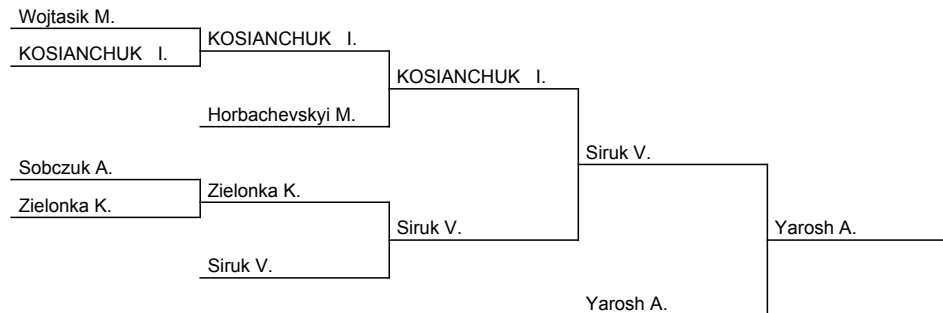 Wojtasik M.
KOSIANCHUK I.
KOSIANCHUK I.
KOSIANCHUK I.
Horbachevskyi M.
Siruk V.
Sobczuk A.
Zielonka K.
Zielonka K.
Siruk V.
Yarosh A.
Siruk V.
Yarosh A.